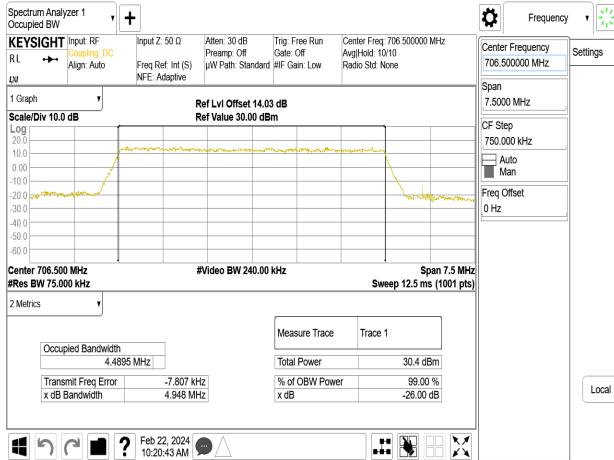 Spectrum Analyzer 1
Occupied BW
Frequency
KEYSIGHT
R L
Input: RF
Coupling: DC
Align: Auto
Input Z: 50 Ω
Freq Ref: Int (S)
NFE: Adaptive
Atten: 30 dB
Preamp: Off
µW Path: Standard
Trig: Free Run
Gate: Off
#IF Gain: Low
Center Freq: 706.500000 MHz
Avg|Hold: 10/10
Radio Std: None
Center Frequency
706.500000 MHz
Settings
Span
7.5000 MHz
CF Step
750.000 kHz
Auto
Man
Freq Offset
0 Hz
Local
1 Graph
Scale/Div 10.0 dB
Ref Lvl Offset 14.03 dB
Ref Value 30.00 dBm
Log
20.0
10.0
0.00
-10.0
-20.0
-30.0
-40.0
-50.0
-60.0
Center 706.500 MHz
#Video BW 240.00 kHz
Span 7.5 MHz
#Res BW 75.000 kHz
Sweep 12.5 ms (1001 pts)
2 Metrics
Measure Trace
Trace 1
Occupied Bandwidth
4.4895 MHz
Total Power
30.4 dBm
Transmit Freq Error
-7.807 kHz
% of OBW Power
99.00 %
x dB Bandwidth
4.948 MHz
x dB
-26.00 dB
?
Feb 22, 2024
10:20:43 AM